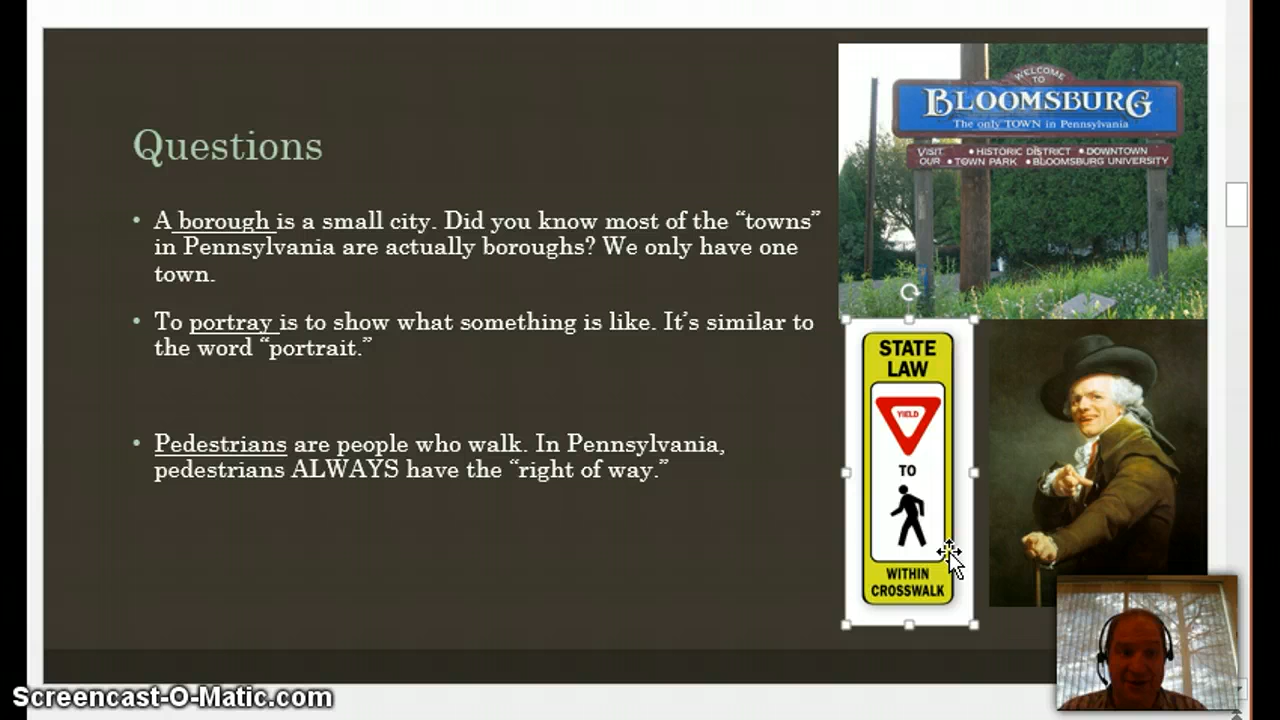 Questions
• A borough is a small city. Did you know most of the “towns”
in Pennsylvania are actually boroughs? We only have one
town.
• To portray is to show what something is like. It’s similar to
the word “portrait.”
• Pedestrians are people who walk. In Pennsylvania,
pedestrians ALWAYS have the “right of way.”
WELCOME
TO
BLOOMSBURG
The only TOWN in Pennsylvania
VISIT • HISTORIC DISTRICT • DOWNTOWN
OUR • TOWN PARK • BLOOMSBURG UNIVERSITY
STATE
LAW
YIELD
TO
WITHIN
CROSSWALK
Screencast-O-Matic.com